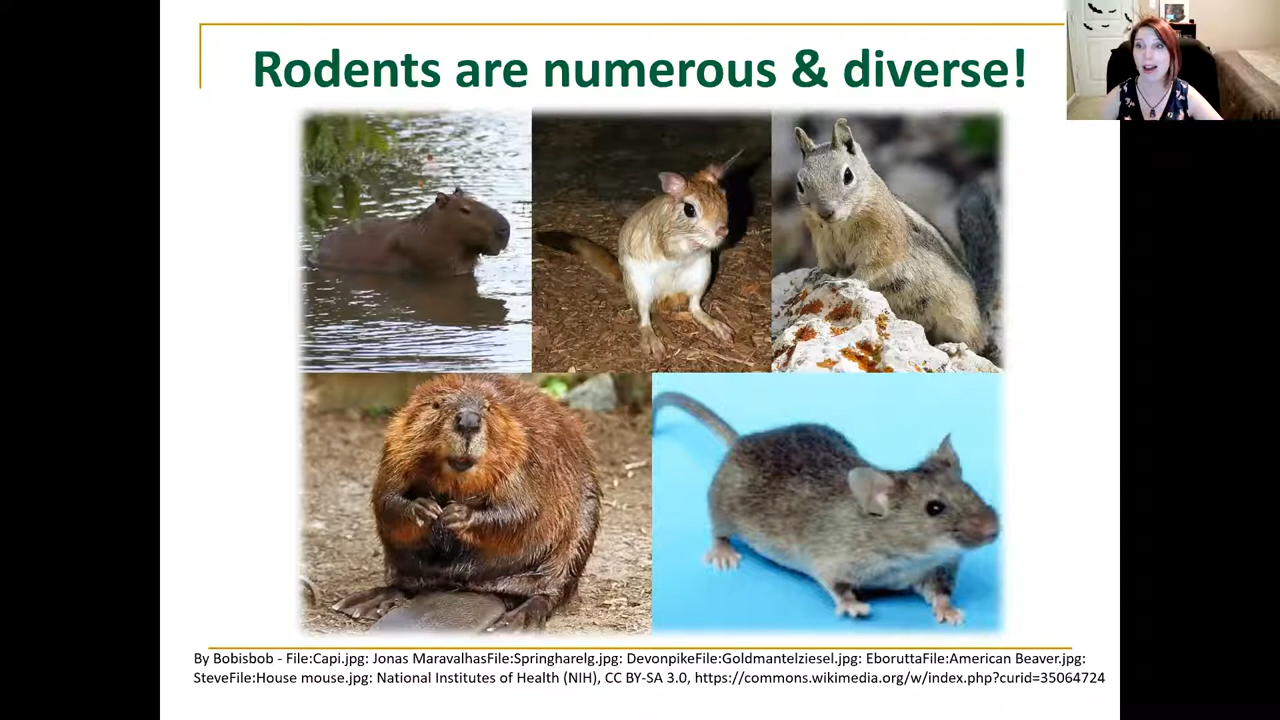 Rodents are numerous & diverse!
By Bobisbob - File:Capi.jpg: Jonas MaravalhasFile:Springharelg.jpg: DevonpikeFile:Goldmantelziesel.jpg: EboruttaFile:American Beaver.jpg:
SteveFile:House mouse.jpg: National Institutes of Health (NIH), CC BY-SA 3.0, https://commons.wikimedia.org/w/index.php?curid=35064724